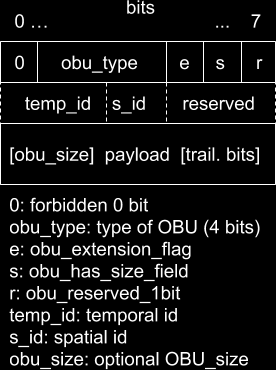 bits
0 ... ... 7
0 obu_type e s r
temp_id s_id reserved
[obu_size] payload [trail. bits]
0: forbidden 0 bit
obu_type: type of OBU (4 bits)
e: obu_extension_flag
s: obu_has_size_field
r: obu_reserved_1bit
temp_id: temporal id
s_id: spatial id
obu_size: optional OBU_size